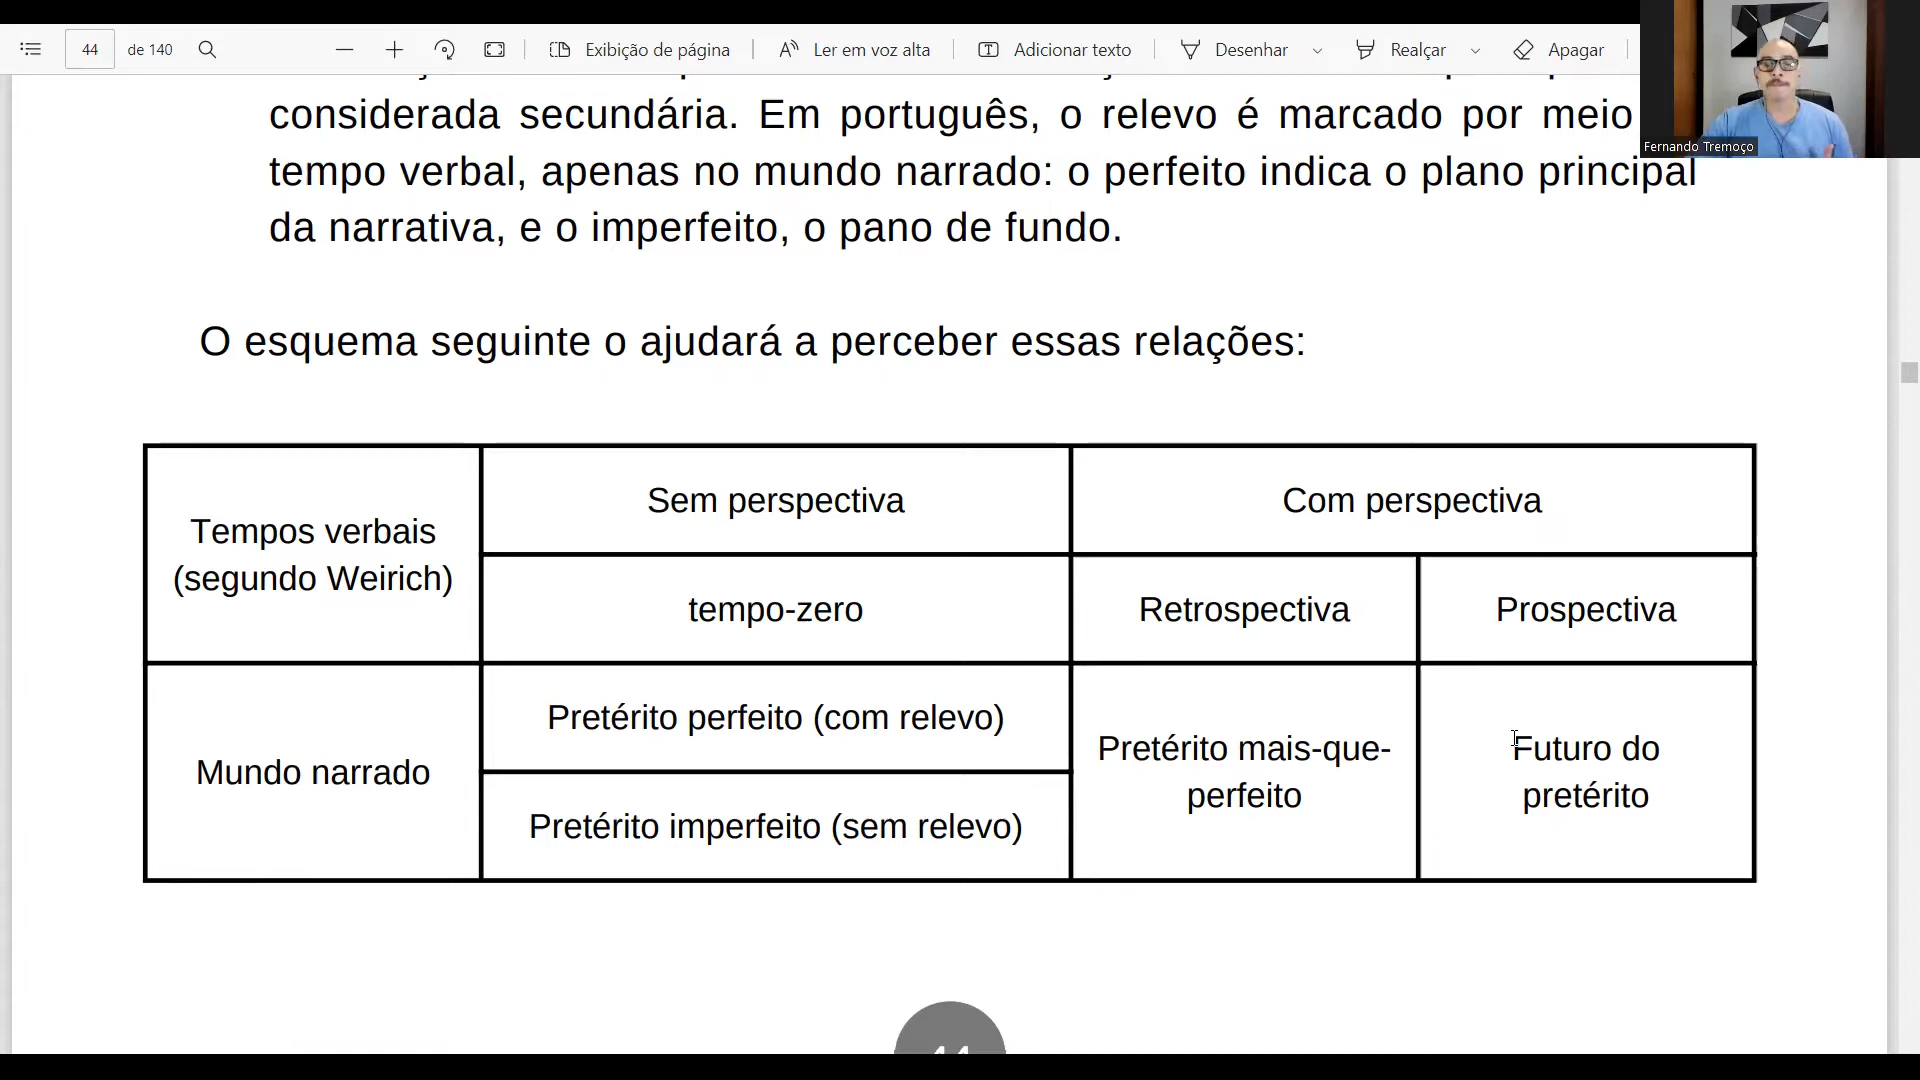 44
de 140
Exibição de página
Ler em voz alta
Adicionar texto
Desenhar
Realçar
Apagar
Fernando Tremoço
considerada secundária. Em português, o relevo é marcado por meio
tempo verbal, apenas no mundo narrado: o perfeito indica o plano principal
da narrativa, e o imperfeito, o pano de fundo.
O esquema seguinte o ajudará a perceber essas relações:
Tempos verbais
(segundo Weirich)
Sem perspectiva
Com perspectiva
tempo-zero
Retrospectiva
Prospectiva
Mundo narrado
Pretérito perfeito (com relevo)
Pretérito imperfeito (sem relevo)
Pretérito mais-que-
perfeito
Futuro do
pretérito
44